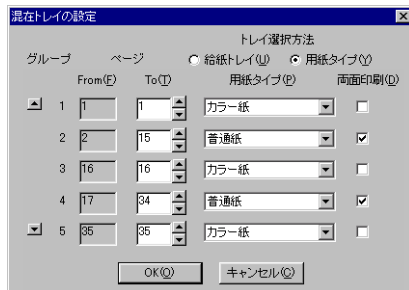 混在トレイの設定
トレイ選択方法
グループ ページ 給紙トレイ(U) 用紙タイプ(Y)
From(F) To(T) 用紙タイプ(P) 両面印刷(D)
1 1 1 カラー紙
2 2 15 普通紙
3 16 16 カラー紙
4 17 34 普通紙
5 35 35 カラー紙
OK(O) キャンセル(C)